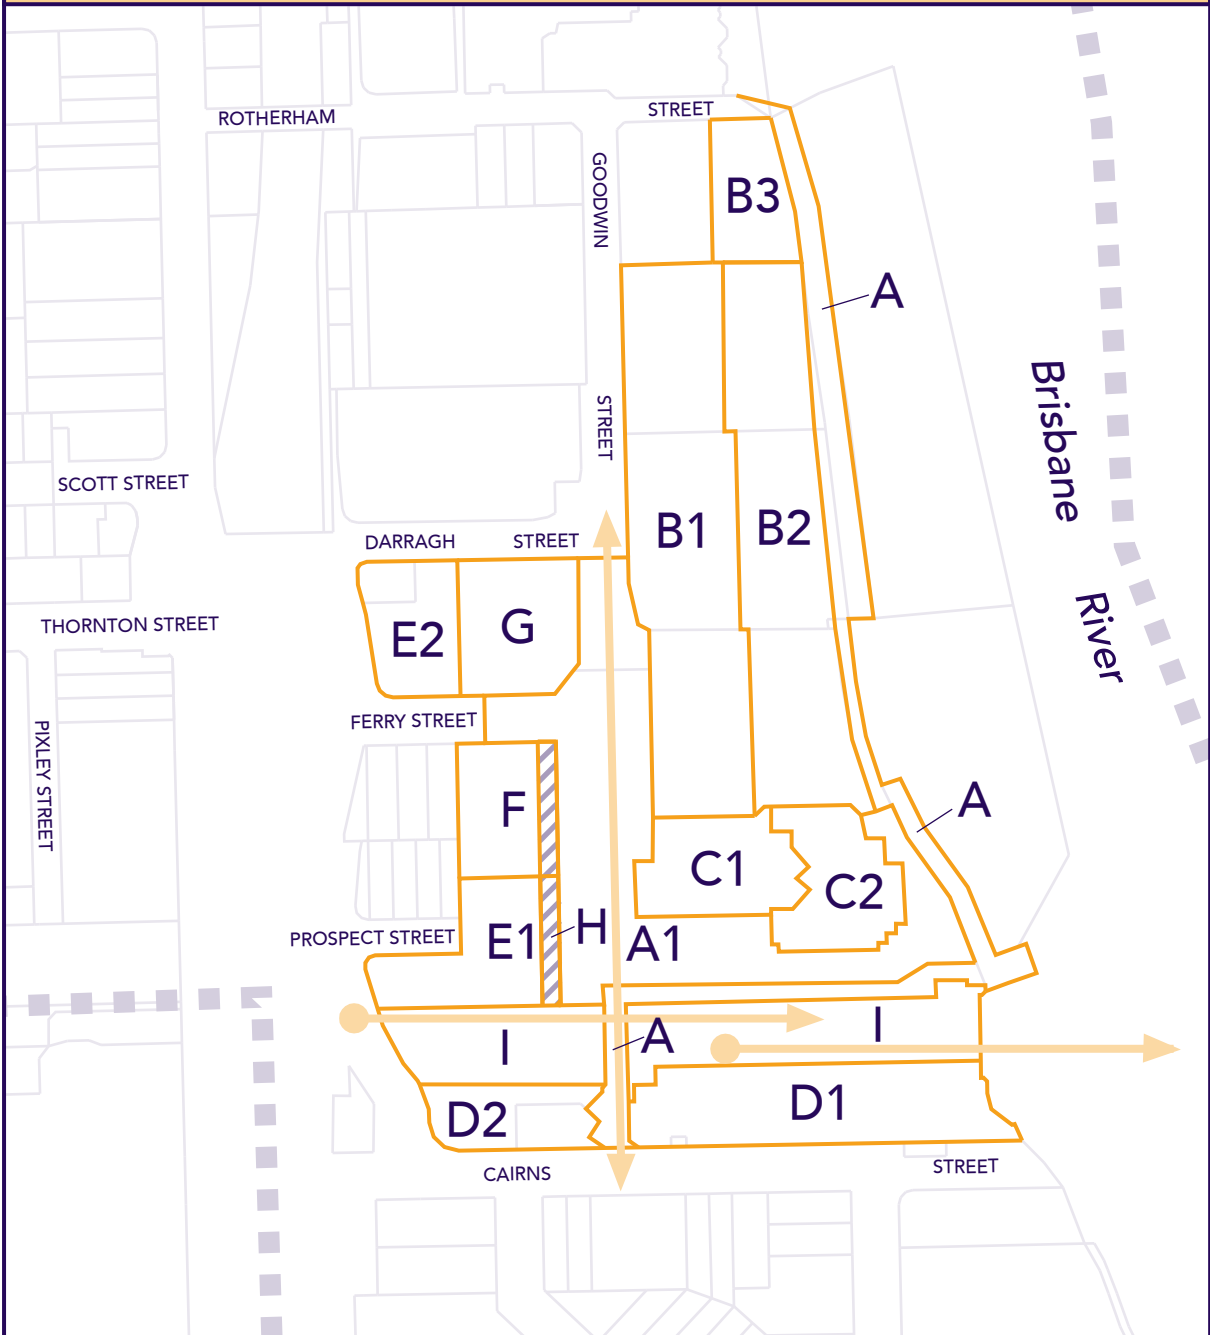 STREET
ROTHERHAM
GOODWIN
B3
A
Brisbane
STREET
SCOTT STREET
B1
B2
DARRAGH
STREET
THORNTON STREET
E2
G
River
FERRY STREET
PIXLEY STREET
F
A
C1
C2
H
PROSPECT STREET
E1
A1
I
A
I
D2
D1
CAIRNS
STREET